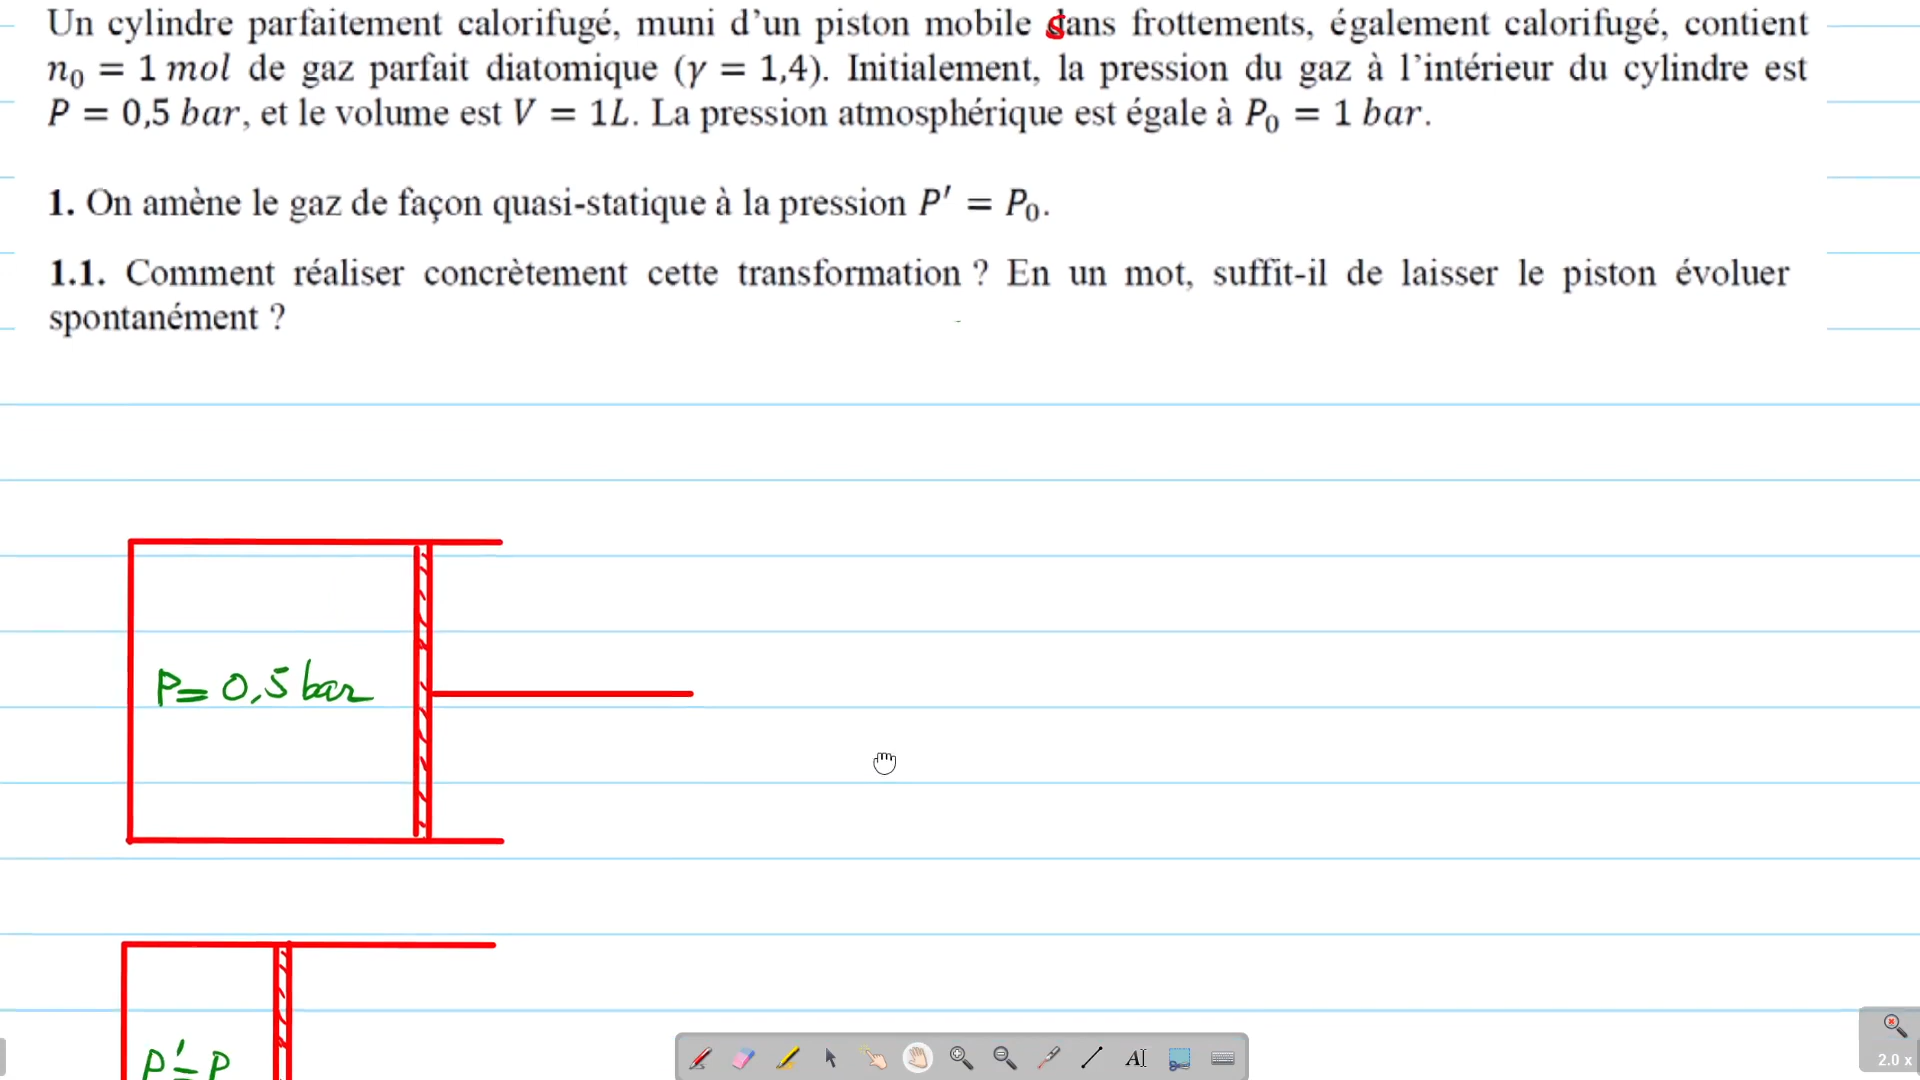 Un cylindre parfaitement calorifugé, muni d'un piston mobile sans frottements, également calorifugé, contient
n₀ = 1 mol de gaz parfait diatomique (γ = 1,4). Initialement, la pression du gaz à l'intérieur du cylindre est
P = 0,5 bar, et le volume est V = 1L. La pression atmosphérique est égale à P₀ = 1 bar.
1. On amène le gaz de façon quasi-statique à la pression P′ = P₀.
1.1. Comment réaliser concrètement cette transformation ? En un mot, suffit-il de laisser le piston évoluer
spontanément ?
P = 0,5 bar
P′ = P
AI
2.0 x